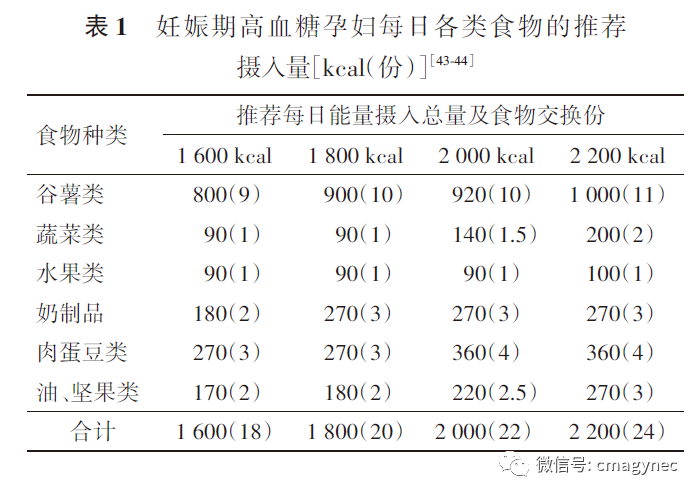 表 1 妊娠期高血糖孕妇每日各类食物的推荐
摄入量[kcal(份)][43-44]
食物种类 推荐每日能量摄入总量及食物交换份
1 600 kcal 1 800 kcal 2 000 kcal 2 200 kcal
谷薯类 800(9) 900(10) 920(10) 1 000(11)
蔬菜类 90(1) 90(1) 140(1.5) 200(2)
水果类 90(1) 90(1) 90(1) 100(1)
奶制品 180(2) 270(3) 270(3) 270(3)
肉蛋豆类 270(3) 270(3) 360(4) 360(4)
油、坚果类 170(2) 180(2) 220(2.5) 270(3)
合计 1 600(18) 1 800(20) 2 000(22) 2 200(24)
微信号: cmagynec